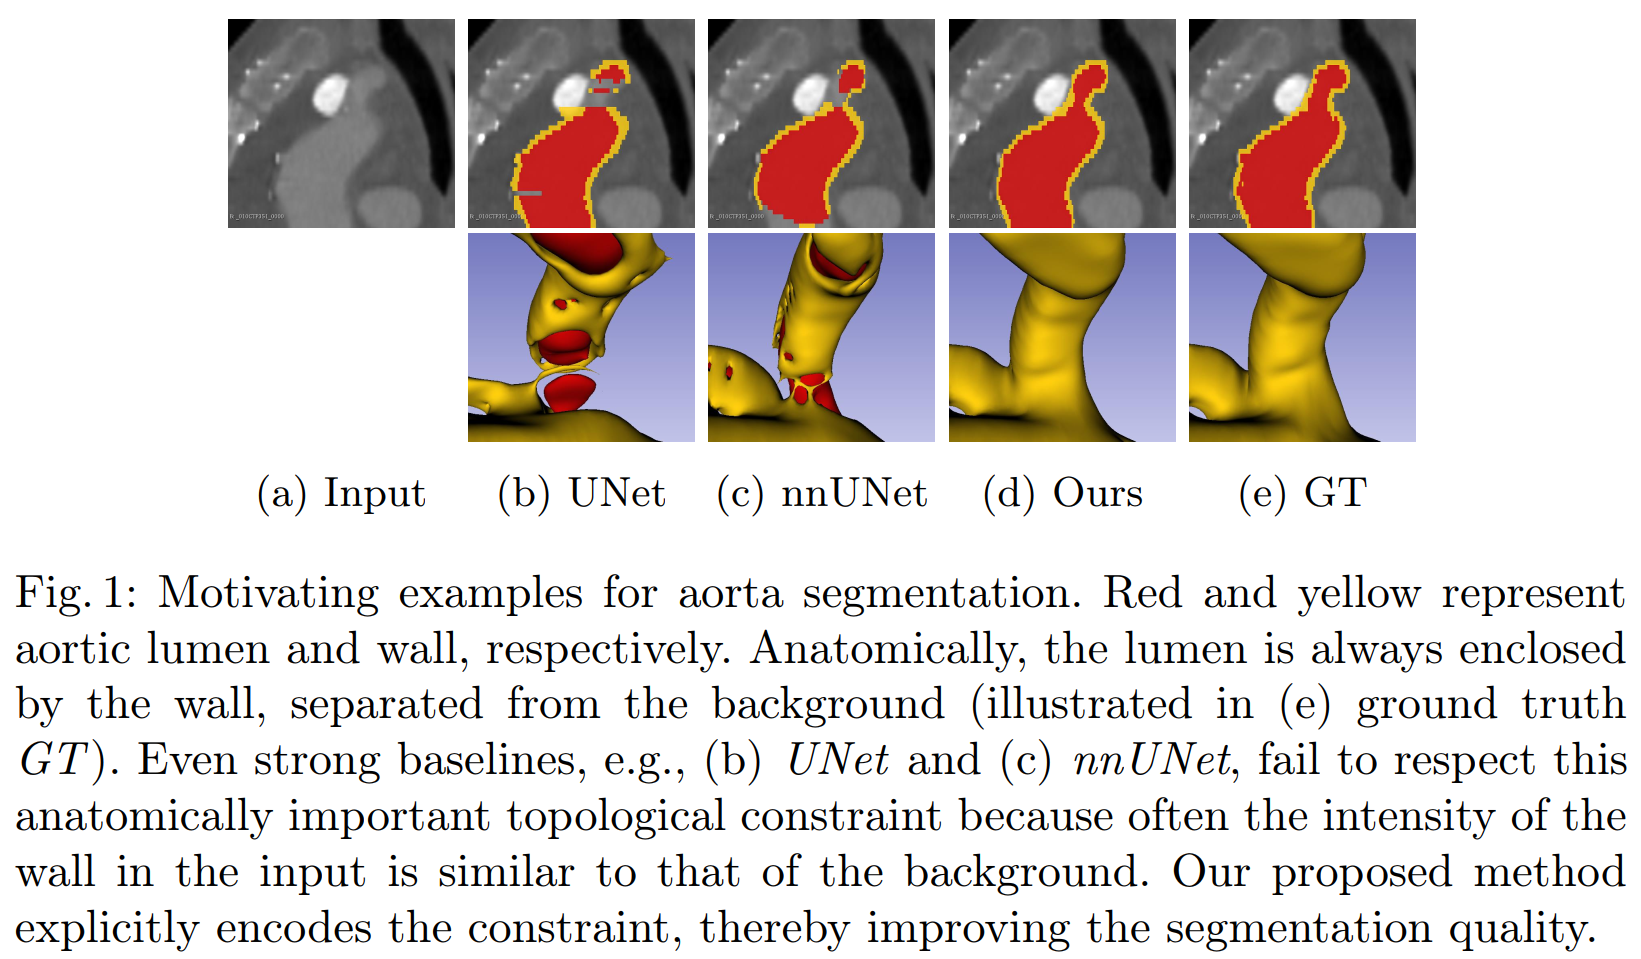 (a) Input (b) UNet (c) nnUNet (d) Ours (e) GT
Fig. 1: Motivating examples for aorta segmentation. Red and yellow represent
aortic lumen and wall, respectively. Anatomically, the lumen is always enclosed
by the wall, separated from the background (illustrated in (e) ground truth
GT). Even strong baselines, e.g., (b) UNet and (c) nnUNet, fail to respect this
anatomically important topological constraint because often the intensity of the
wall in the input is similar to that of the background. Our proposed method
explicitly encodes the constraint, thereby improving the segmentation quality.